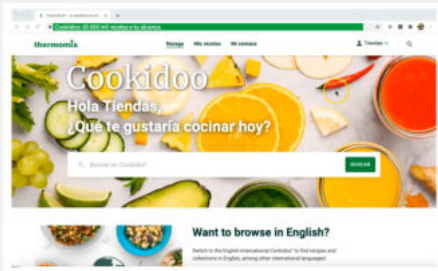 Cookidoo: 60 000 mil recetas a tu alcance.
thermomix
Navega Mis recetas Mi semana
Tiendas
Cookidoo
Hola Tiendas,
¿Qué te gustaría cocinar hoy?
Buscar en Cookidoo®
BUSCAR
Want to browse in English?
Switch to the English-International Cookidoo® to find recipes and
collections in English, among other international languages!